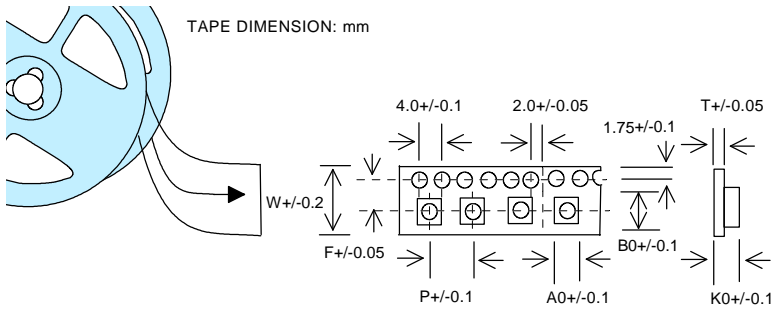 TAPE DIMENSION: mm
4.0+/-0.1
2.0+/-0.05
T+/-0.05
1.75+/-0.1
W+/-0.2
F+/-0.05
B0+/-0.1
P+/-0.1
A0+/-0.1
K0+/-0.1